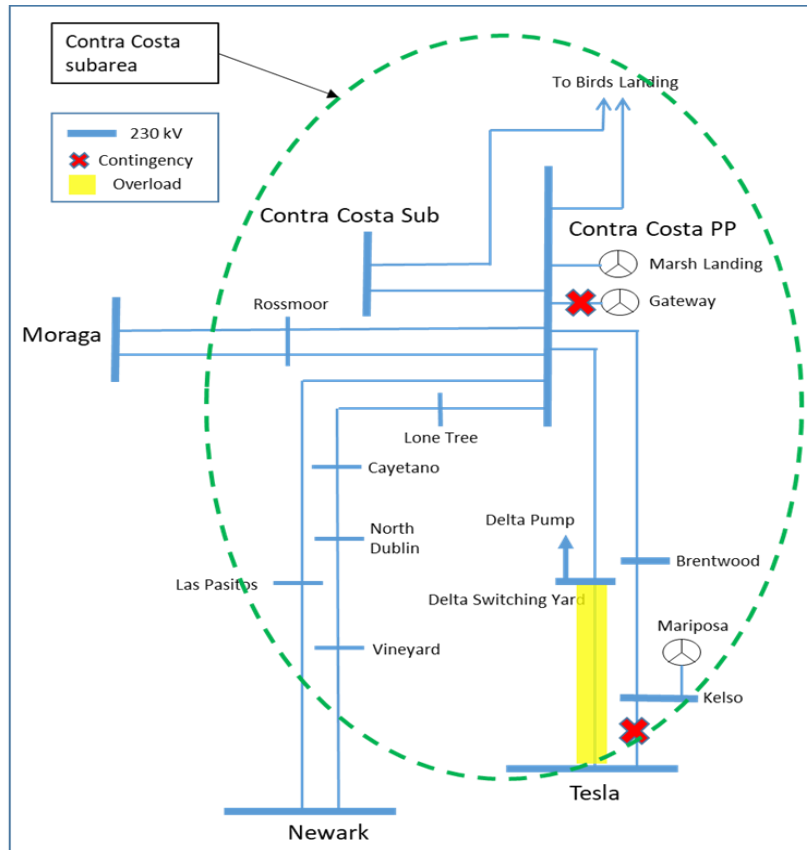 Contra Costa
subarea
To Birds Landing
230 kV
Contingency
Overload
Contra Costa Sub
Contra Costa PP
Marsh Landing
Rossmoor
Gateway
Moraga
Lone Tree
Cayetano
Delta Pump
North
Dublin
Brentwood
Las Pasitos
Delta Switching Yard
Mariposa
Vineyard
Kelso
Tesla
Newark